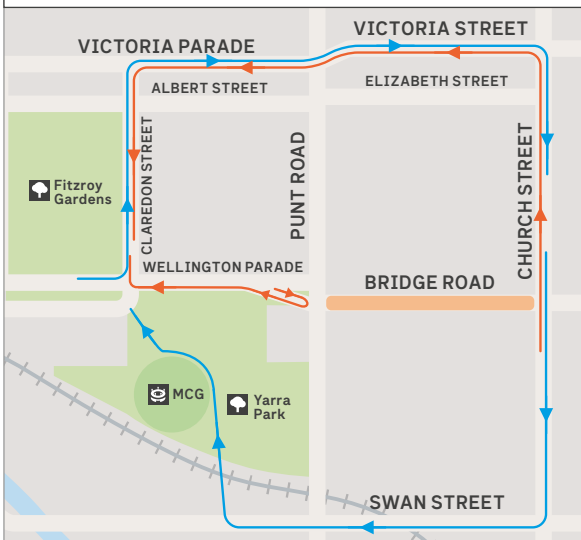 VICTORIA STREET
VICTORIA PARADE
ALBERT STREET
ELIZABETH STREET
CLAREDON STREET
PUNT ROAD
CHURCH STREET
Fitzroy
Gardens
WELLINGTON PARADE
BRIDGE ROAD
MCG
Yarra
Park
SWAN STREET